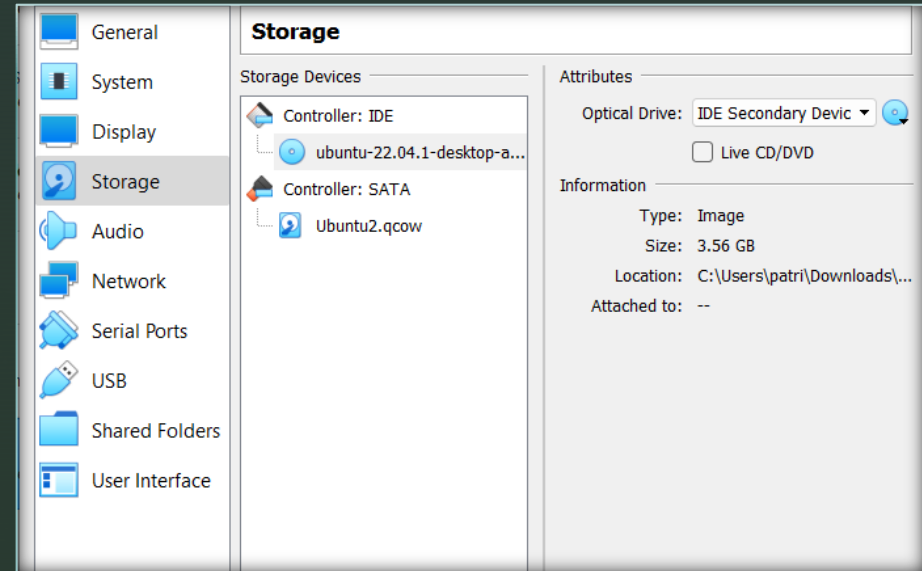 General
System
Display
Storage
Audio
Network
Serial Ports
USB
Shared Folders
User Interface
Storage
Storage Devices
Controller: IDE
ubuntu-22.04.1-desktop-a...
Controller: SATA
Ubuntu2.qcow
Attributes
Optical Drive: IDE Secondary Devic
Live CD/DVD
Information
Type: Image
Size: 3.56 GB
Location: C:\Users\patri\Downloads\...
Attached to: --